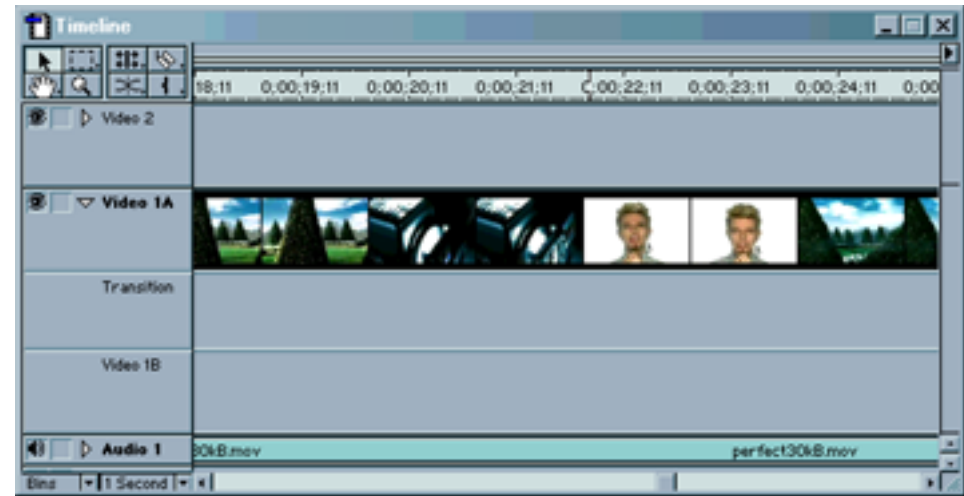 Timeline
18;11 0;00;19;11 0;00;20;11 0;00;21;11 0;00;22;11 0;00;23;11 0;00;24;11 0;00
Video 2
Video 1A
Transition
Video 1B
Audio 1 30kB.mov perfect30kB.mov
Bins 1 Second